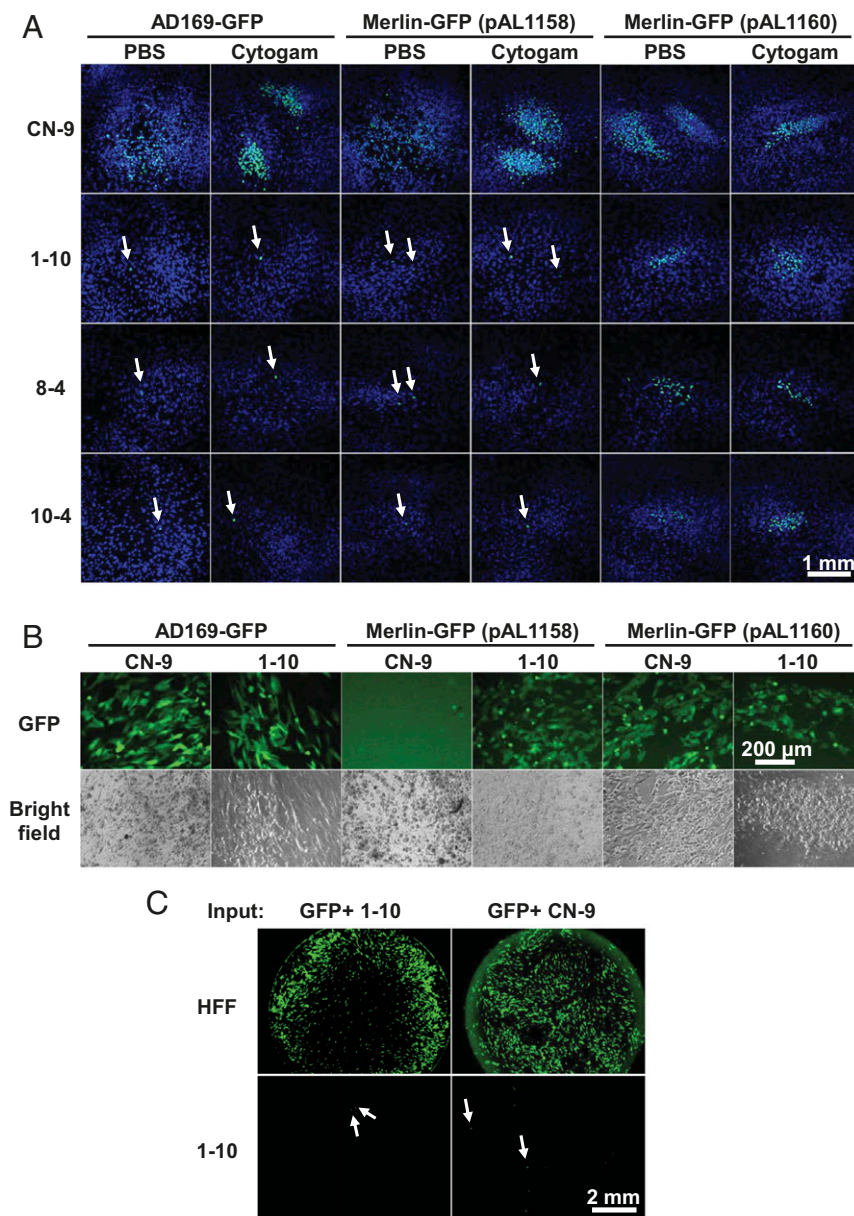 A
AD169-GFP Merlin-GFP (pAL1158) Merlin-GFP (pAL1160)
PBS Cytogam PBS Cytogam PBS Cytogam
CN-9
1-10
8-4
10-4
1 mm
B
AD169-GFP Merlin-GFP (pAL1158) Merlin-GFP (pAL1160)
CN-9 1-10 CN-9 1-10 CN-9 1-10
GFP
200 µm
Bright
field
C
Input: GFP+ 1-10 GFP+ CN-9
HFF
1-10
2 mm